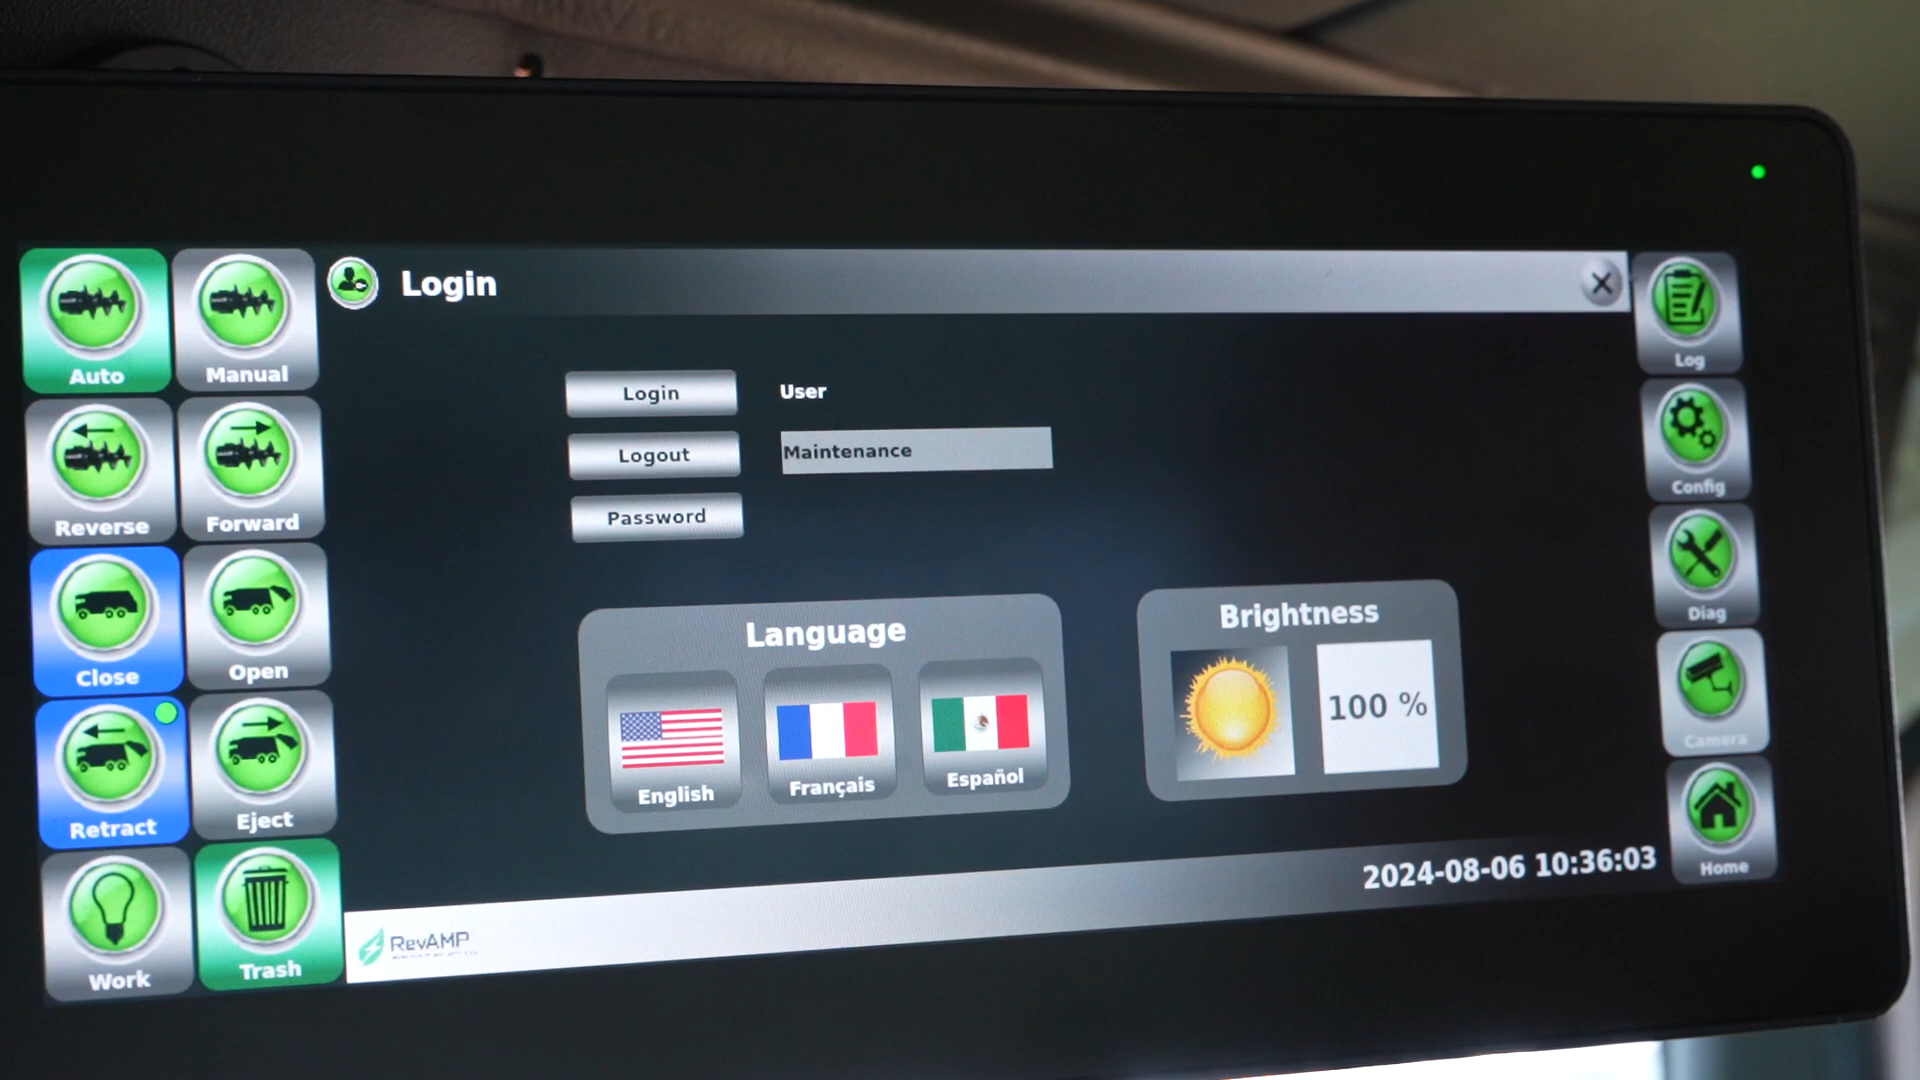 Login
Auto
Manual
Reverse
Forward
Close
Open
Retract
Eject
Work
Trash
Login
User
Logout
Maintenance
Password
Language
English
Français
Español
Brightness
100 %
2024-08-06 10:36:03
RevAMP
Log
Config
Diag
Camera
Home